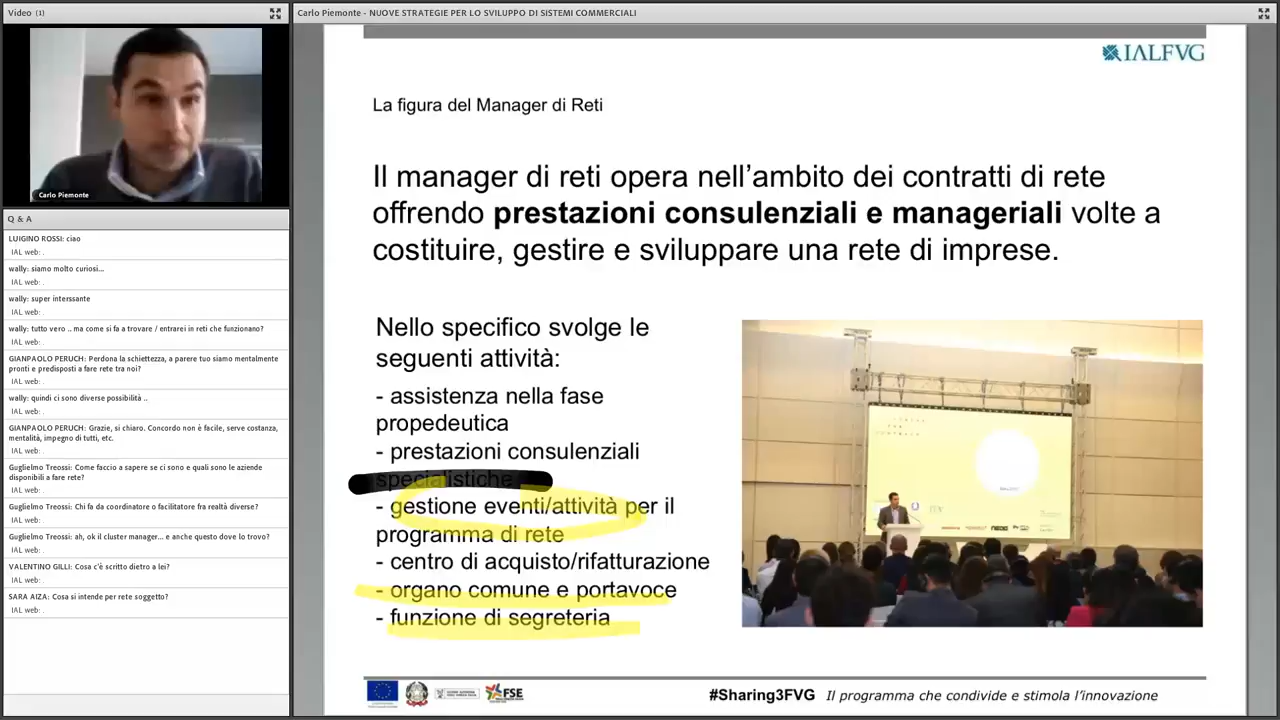 Video (1)
Carlo Piemonte - NUOVE STRATEGIE PER LO SVILUPPO DI SISTEMI COMMERCIALI
Carlo Piemonte
Q & A
LUIGINO ROSSI: ciao
IAL web: .
wally: siamo molto curiosi...
IAL web: .
wally: super interssante
IAL web: .
wally: tutto vero .. ma come si fa a trovare / entrarei in reti che funzionano?
IAL web: .
GIANPAOLO PERUCH: Perdona la schiettezza, a parere tuo siamo mentalmente
pronti e predisposti a fare rete tra noi?
IAL web: .
wally: quindi ci sono diverse possibilità ..
IAL web: .
GIANPAOLO PERUCH: Grazie, si chiaro. Concordo non è facile, serve costanza,
mentalità, impegno di tutti, etc.
IAL web: .
Guglielmo Treossi: Come faccio a sapere se ci sono e quali sono le aziende
disponibili a fare rete?
IAL web: .
Guglielmo Treossi: Chi fa da coordinatore o facilitatore fra realtà diverse?
IAL web: .
Guglielmo Treossi: ah, ok il cluster manager... e anche questo dove lo trovo?
IAL web: .
VALENTINO GILLI: Cosa c'è scritto dietro a lei?
IAL web: .
SARA AIZA: Cosa si intende per rete soggetto?
IAL web: .
IALFVG
La figura del Manager di Reti
Il manager di reti opera nell'ambito dei contratti di rete
offrendo prestazioni consulenziali e manageriali volte a
costituire, gestire e sviluppare una rete di imprese.
Nello specifico svolge le
seguenti attività:
- assistenza nella fase
propedeutica
- prestazioni consulenziali
specialistiche
- gestione eventi/attività per il
programma di rete
- centro di acquisto/rifatturazione
- organo comune e portavoce
- funzione di segreteria
FSE
#Sharing3FVG Il programma che condivide e stimola l'innovazione